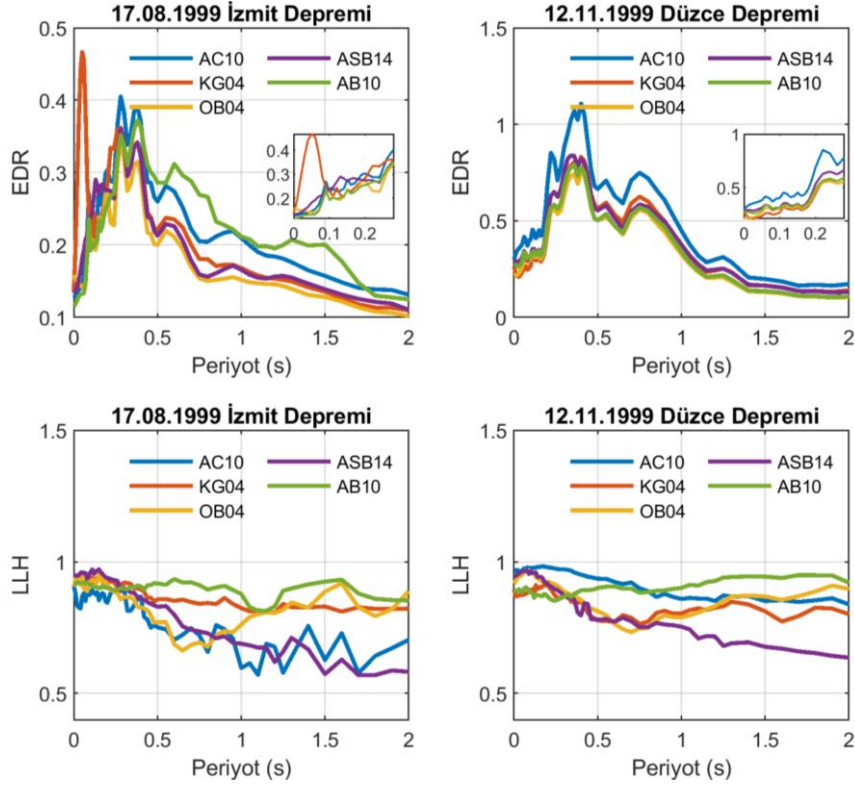 17.08.1999 İzmit Depremi
0.5
0.4
0.3
0.2
0.1
EDR
AC10
KG04
OB04
ASB14
AB10
0.4
0.3
0.2
0
0.1
0.2
0
0.5
1
1.5
2
Periyot (s)
12.11.1999 Düzce Depremi
1.5
1
0.5
0
EDR
AC10
KG04
OB04
ASB14
AB10
1
0.5
0
0.1
0.2
0
0.5
1
1.5
2
Periyot (s)
17.08.1999 İzmit Depremi
1.5
1
0.5
LLH
AC10
KG04
OB04
ASB14
AB10
0
0.5
1
1.5
2
Periyot (s)
12.11.1999 Düzce Depremi
1.5
1
0.5
LLH
AC10
KG04
OB04
ASB14
AB10
0
0.5
1
1.5
2
Periyot (s)